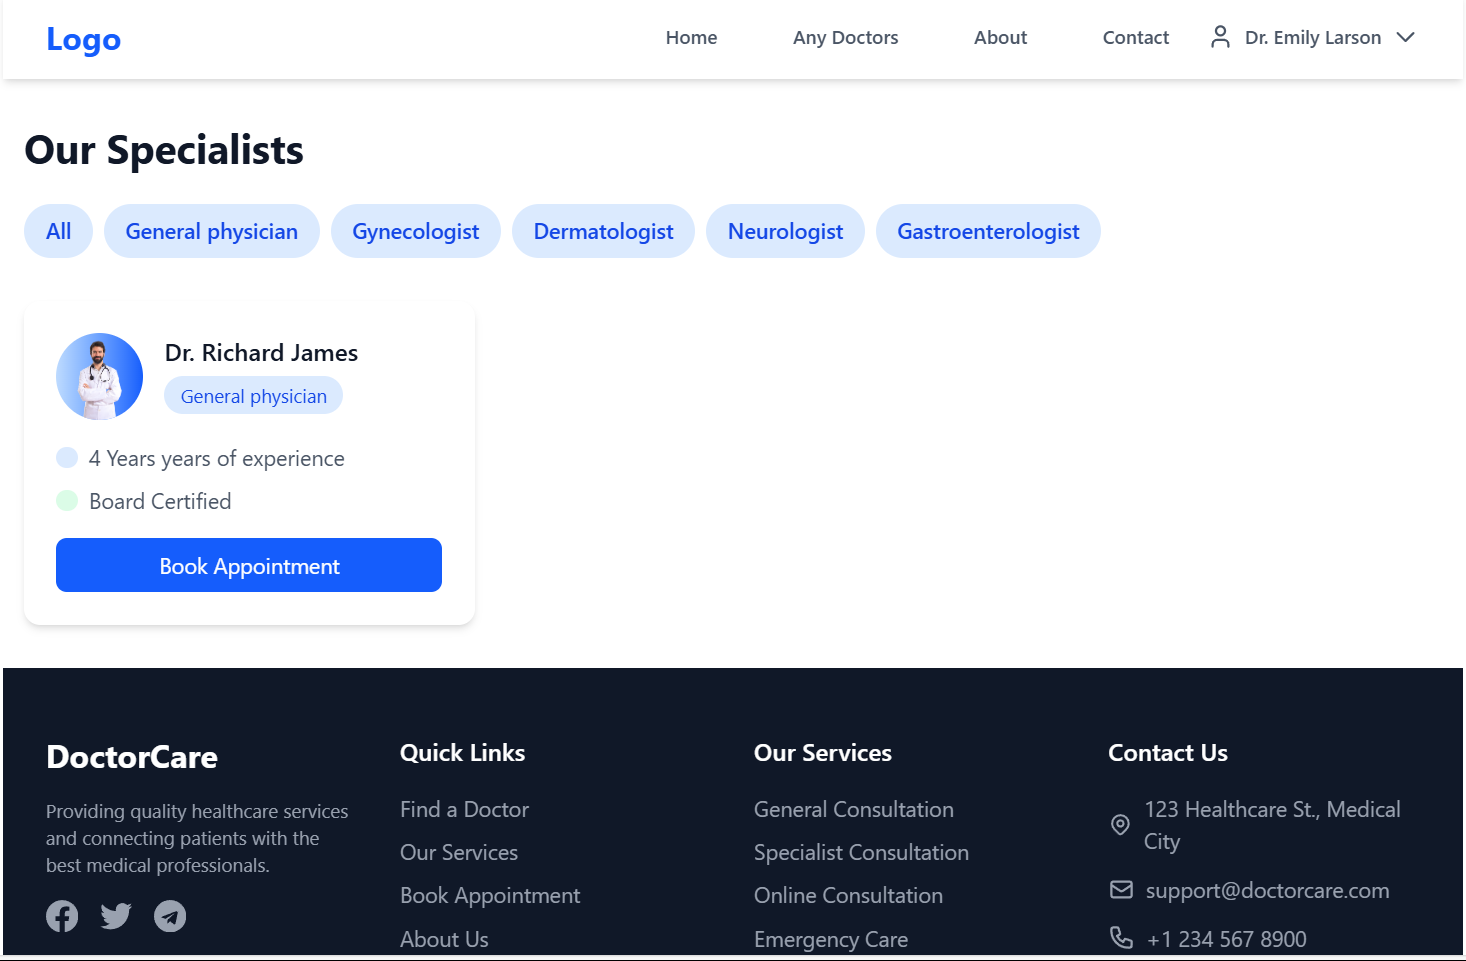 Logo
Home
Any Doctors
About
Contact
Dr. Emily Larson
Our Specialists
All
General physician
Gynecologist
Dermatologist
Neurologist
Gastroenterologist
Dr. Richard James
General physician
4 Years years of experience
Board Certified
Book Appointment
DoctorCare
Providing quality healthcare services
and connecting patients with the
best medical professionals.
Quick Links
Find a Doctor
Our Services
Book Appointment
About Us
Our Services
General Consultation
Specialist Consultation
Online Consultation
Emergency Care
Contact Us
123 Healthcare St., Medical
City
support@doctorcare.com
+1 234 567 8900